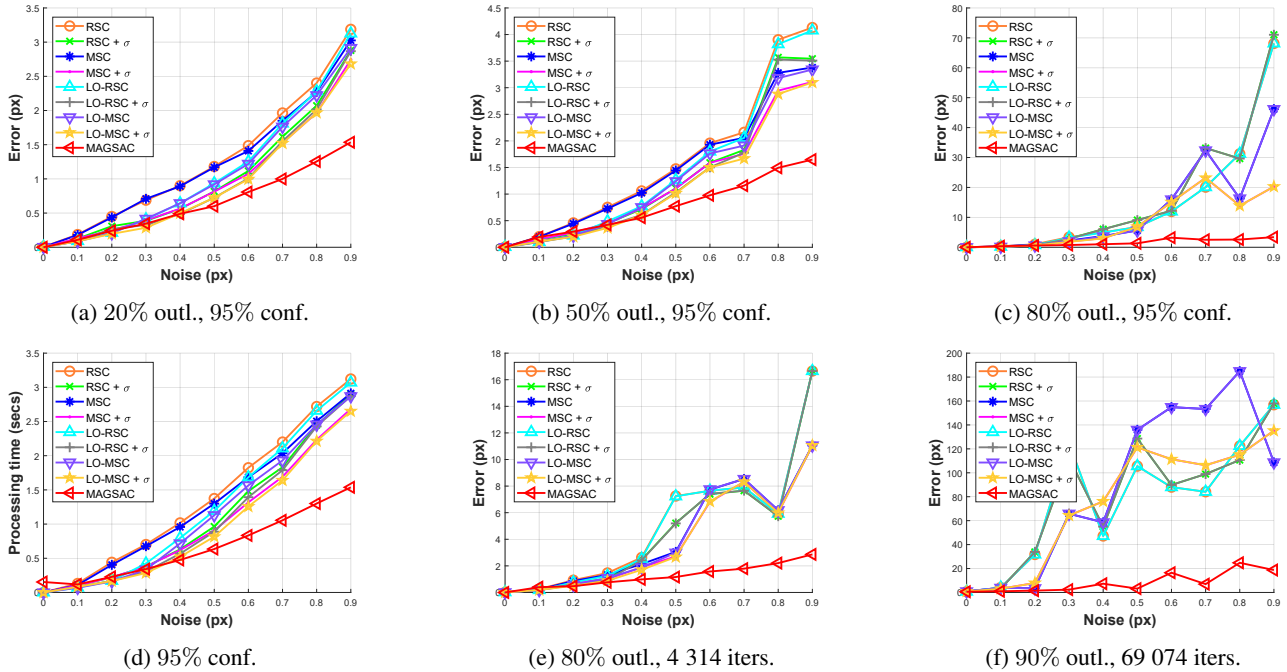 RSC
RSC + σ
MSC
MSC + σ
LO-RSC
LO-RSC + σ
LO-MSC
LO-MSC + σ
MAGSAC
Error (px)
3.5
3
2.5
2
1.5
1
0.5
0
0 0.1 0.2 0.3 0.4 0.5 0.6 0.7 0.8 0.9
Noise (px)
(a) 20% outl., 95% conf.
RSC
RSC + σ
MSC
MSC + σ
LO-RSC
LO-RSC + σ
LO-MSC
LO-MSC + σ
MAGSAC
Error (px)
4.5
4
3.5
3
2.5
2
1.5
1
0.5
0
0 0.1 0.2 0.3 0.4 0.5 0.6 0.7 0.8 0.9
Noise (px)
(b) 50% outl., 95% conf.
RSC
RSC + σ
MSC
MSC + σ
LO-RSC
LO-RSC + σ
LO-MSC
LO-MSC + σ
MAGSAC
Error (px)
80
70
60
50
40
30
20
10
0
0 0.1 0.2 0.3 0.4 0.5 0.6 0.7 0.8 0.9
Noise (px)
(c) 80% outl., 95% conf.
RSC
RSC + σ
MSC
MSC + σ
LO-RSC
LO-RSC + σ
LO-MSC
LO-MSC + σ
MAGSAC
Processing time (secs)
3.5
3
2.5
2
1.5
1
0.5
0
0 0.1 0.2 0.3 0.4 0.5 0.6 0.7 0.8 0.9
Noise (px)
(d) 95% conf.
RSC
RSC + σ
MSC
MSC + σ
LO-RSC
LO-RSC + σ
LO-MSC
LO-MSC + σ
MAGSAC
Error (px)
18
16
14
12
10
8
6
4
2
0
0 0.1 0.2 0.3 0.4 0.5 0.6 0.7 0.8 0.9
Noise (px)
(e) 80% outl., 4 314 iters.
RSC
RSC + σ
MSC
MSC + σ
LO-RSC
LO-RSC + σ
LO-MSC
LO-MSC + σ
MAGSAC
Error (px)
200
180
160
140
120
100
80
60
40
20
0
0 0.1 0.2 0.3 0.4 0.5 0.6 0.7 0.8 0.9
Noise (px)
(f) 90% outl., 69 074 iters.